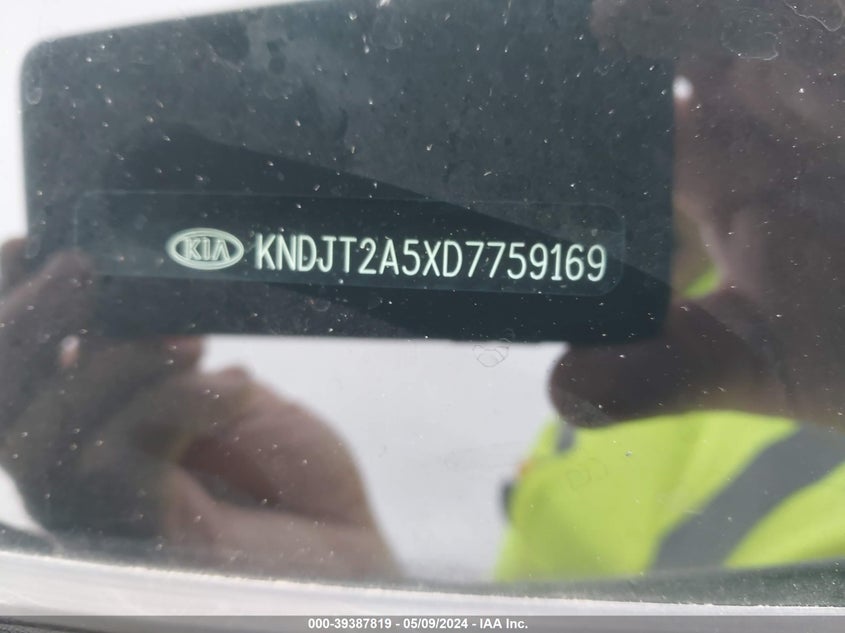 KIA KNDJT2A5XD7759169
000-39387819 - 05/09/2024 - IAA Inc.